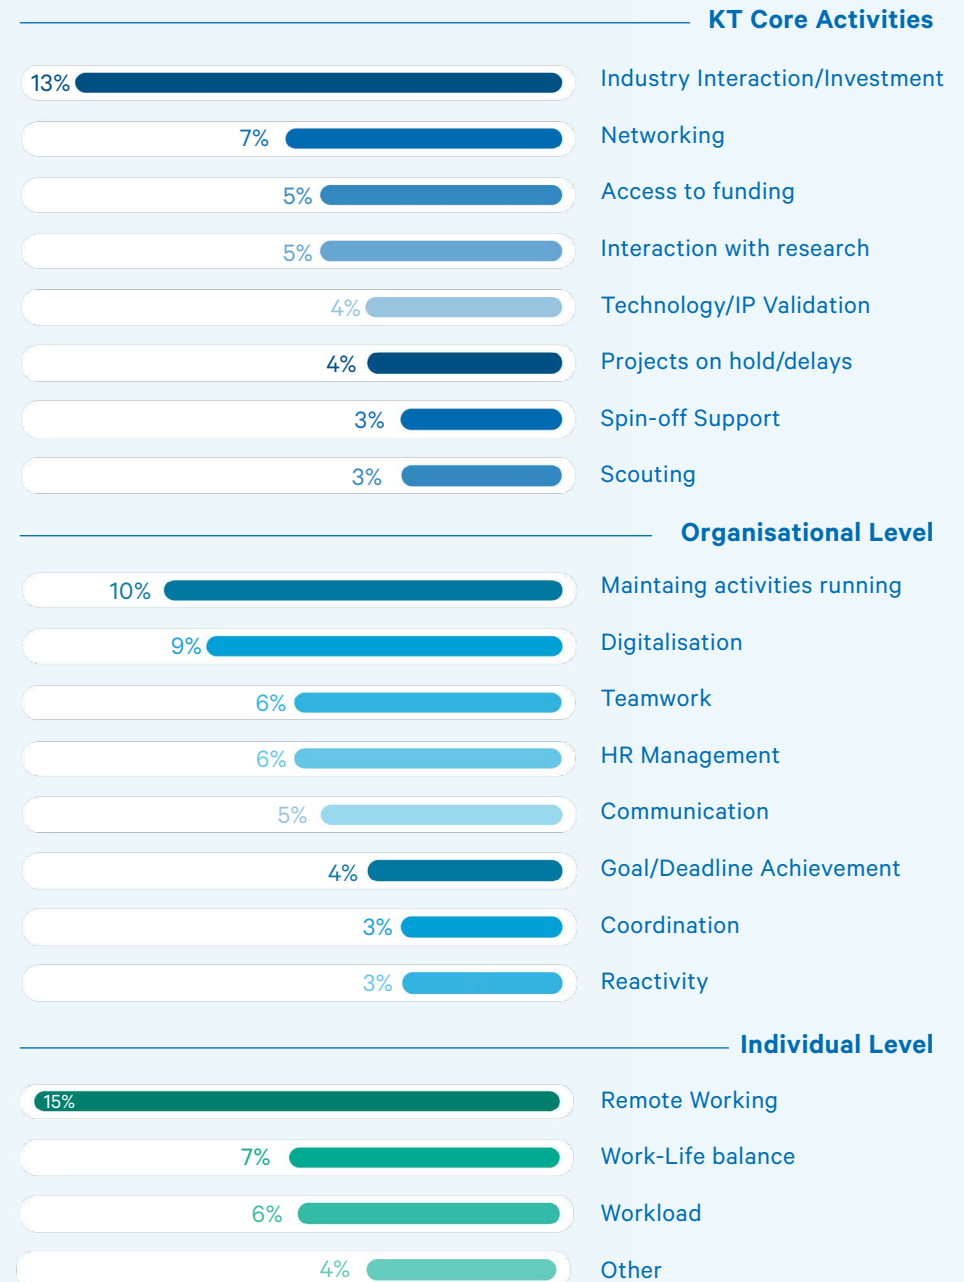 KT Core Activities
13% Industry Interaction/Investment
7% Networking
5% Access to funding
5% Interaction with research
4% Technology/IP Validation
4% Projects on hold/delays
3% Spin-off Support
3% Scouting
Organisational Level
10% Maintaing activities running
9% Digitalisation
6% Teamwork
6% HR Management
5% Communication
4% Goal/Deadline Achievement
3% Coordination
3% Reactivity
Individual Level
15% Remote Working
7% Work-Life balance
6% Workload
4% Other